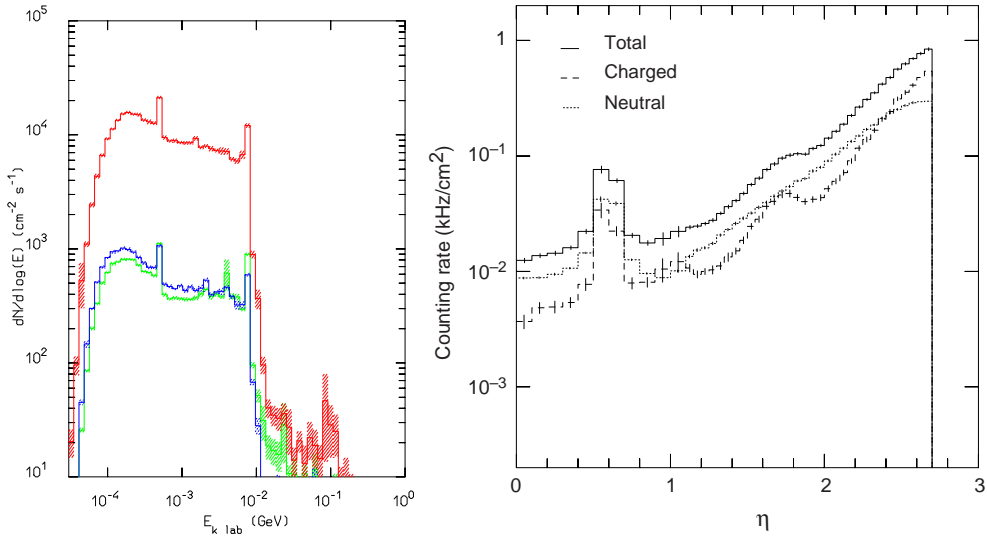 10^5
10^4
10^3
10^2
10^1
dN/dlog(E) (cm^-2 s^-1)
10^-4
10^-3
10^-2
10^-1
10^0
E_k lab (GeV)
Total
Charged
Neutral
1
10^-1
10^-2
10^-3
Counting rate (kHz/cm^2)
0
1
2
3
η